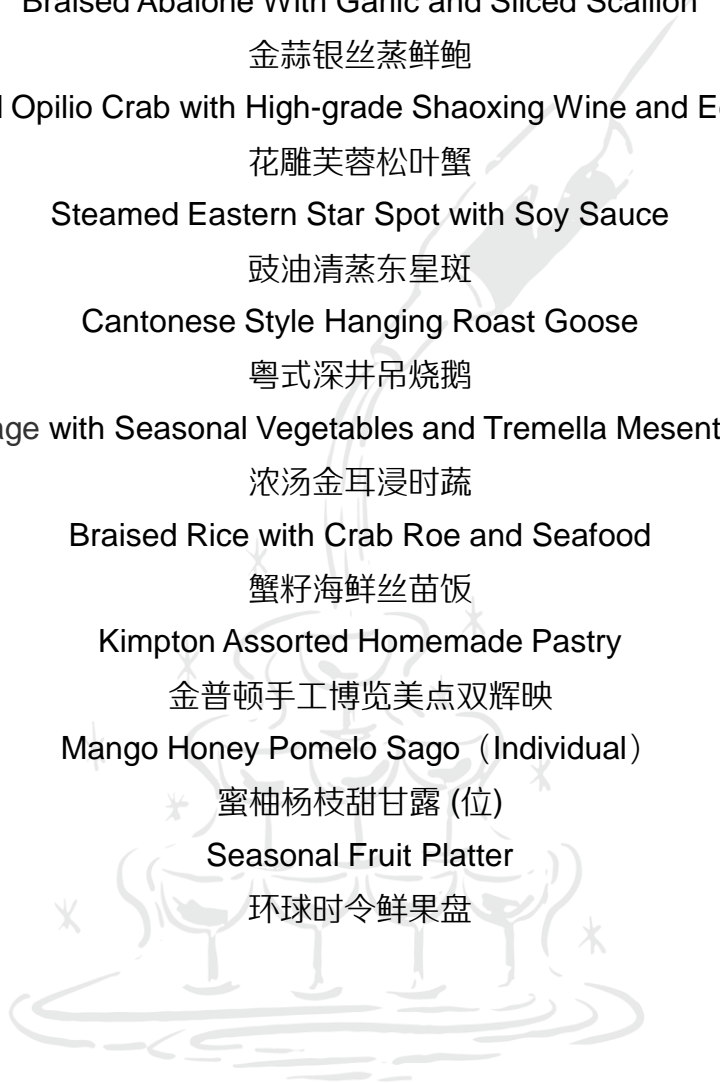 Braised Abalone With Garlic and Sliced Scallion
金蒜银丝蒸鲜鲍
Opilio Crab with High-grade Shaoxing Wine and
花雕芙蓉松叶蟹
Steamed Eastern Star Spot with Soy Sauce
豉油清蒸东星斑
Cantonese Style Hanging Roast Goose
粤式深井吊烧鹅
with Seasonal Vegetables and Tremella
浓汤金耳浸时蔬
Braised Rice with Crab Roe and Seafood
蟹籽海鲜丝苗饭
Kimpton Assorted Homemade Pastry
金普顿手工博览美点双辉映
Mango Honey Pomelo Sago（Individual）
蜜柚杨枝甜甘露 (位)
Seasonal Fruit Platter
环球时令鲜果盘